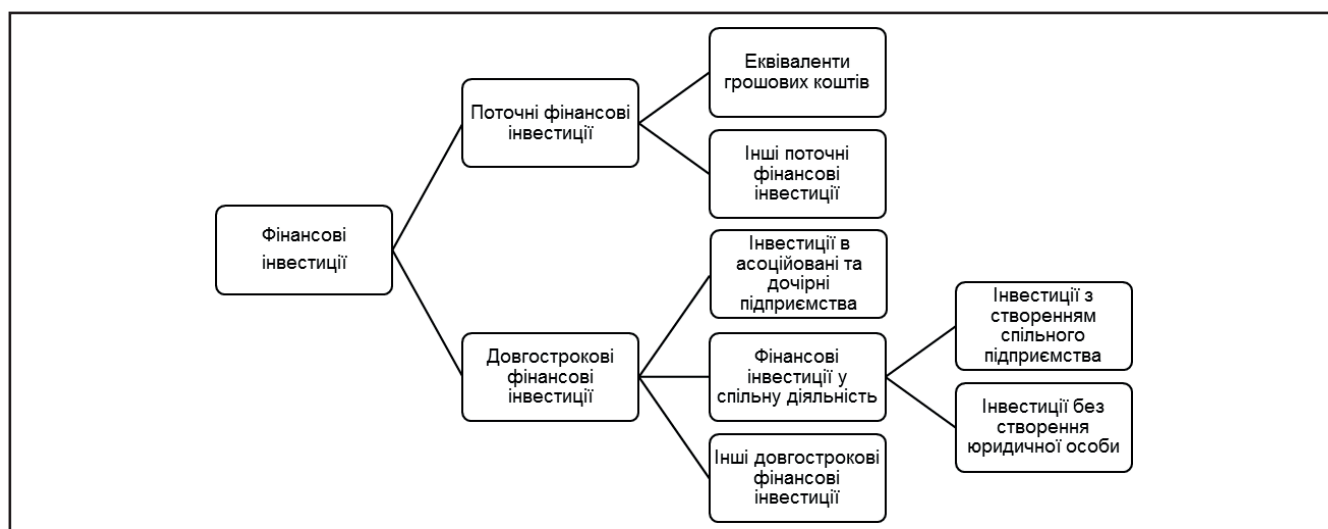 Фінансові
інвестиції
Поточні фінансові
інвестиції
Еквіваленти
грошових коштів
Інші поточні
фінансові
інвестиції
Довгострокові
фінансові
інвестиції
Інвестиції в
асоційовані та
дочірні
підприємства
Фінансові
інвестиції у
спільну діяльність
Інвестиції з
створенням
спільного
підприємства
Інвестиції без
створення
юридичної особи
Інші довгострокові
фінансові
інвестиції